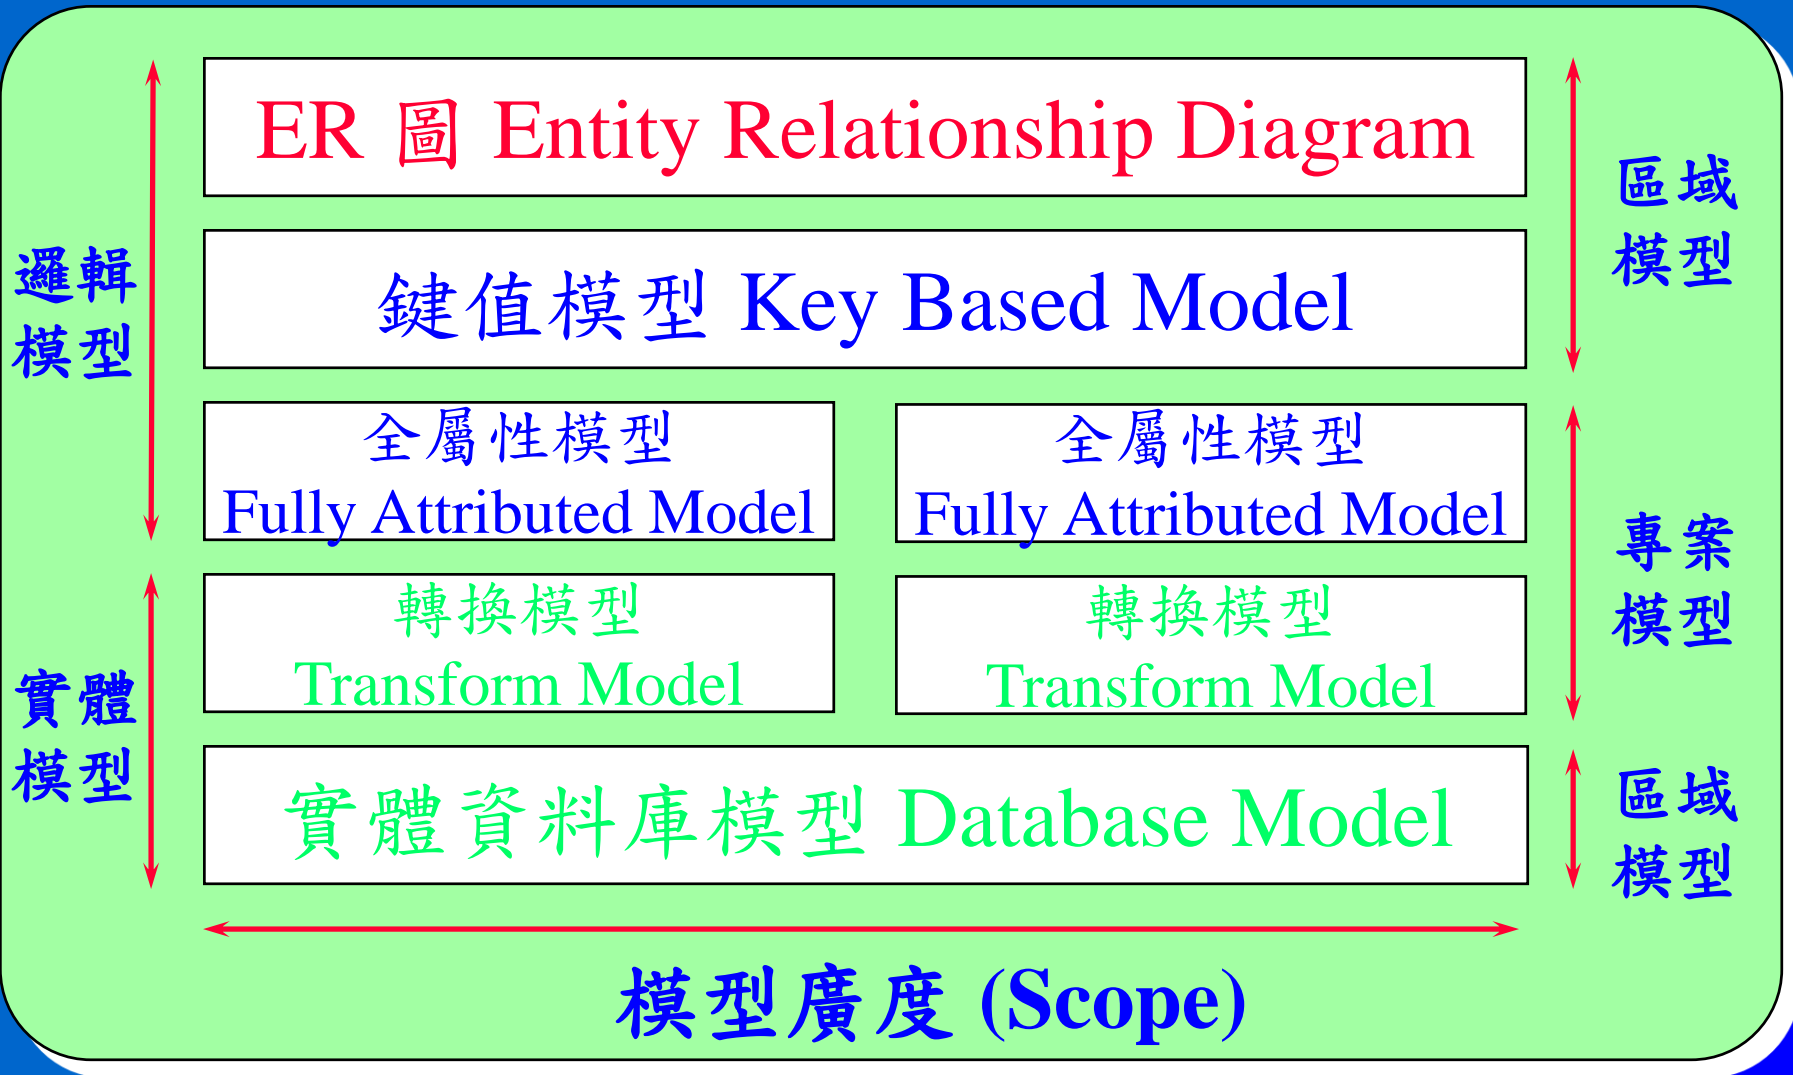 ER 圖 Entity Relationship Diagram
區域
模型
鍵值模型 Key Based Model
邏輯
模型
全屬性模型
Fully Attributed Model
全屬性模型
Fully Attributed Model
專案
模型
轉換模型
Transform Model
轉換模型
Transform Model
實體
模型
實體資料庫模型 Database Model
區域
模型
模型廣度 (Scope)